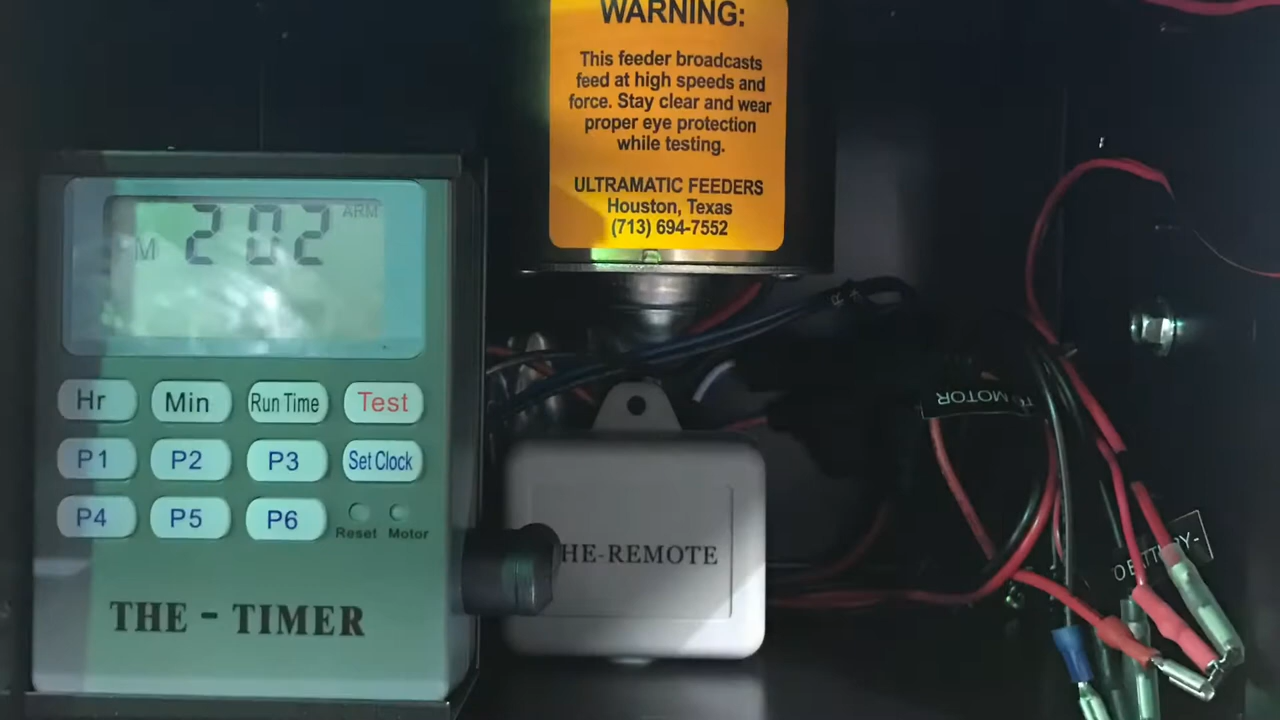 WARNING:
This feeder broadcasts
feed at high speeds and
force. Stay clear and wear
proper eye protection
while testing.
ULTRAMATIC FEEDERS
Houston, Texas
(713) 694-7552
ARM
M 202
Hr Min Run Time Test
P1 P2 P3 Set Clock
P4 P5 P6 Reset Motor
THE - TIMER
HE-REMOTE
TO MOTOR